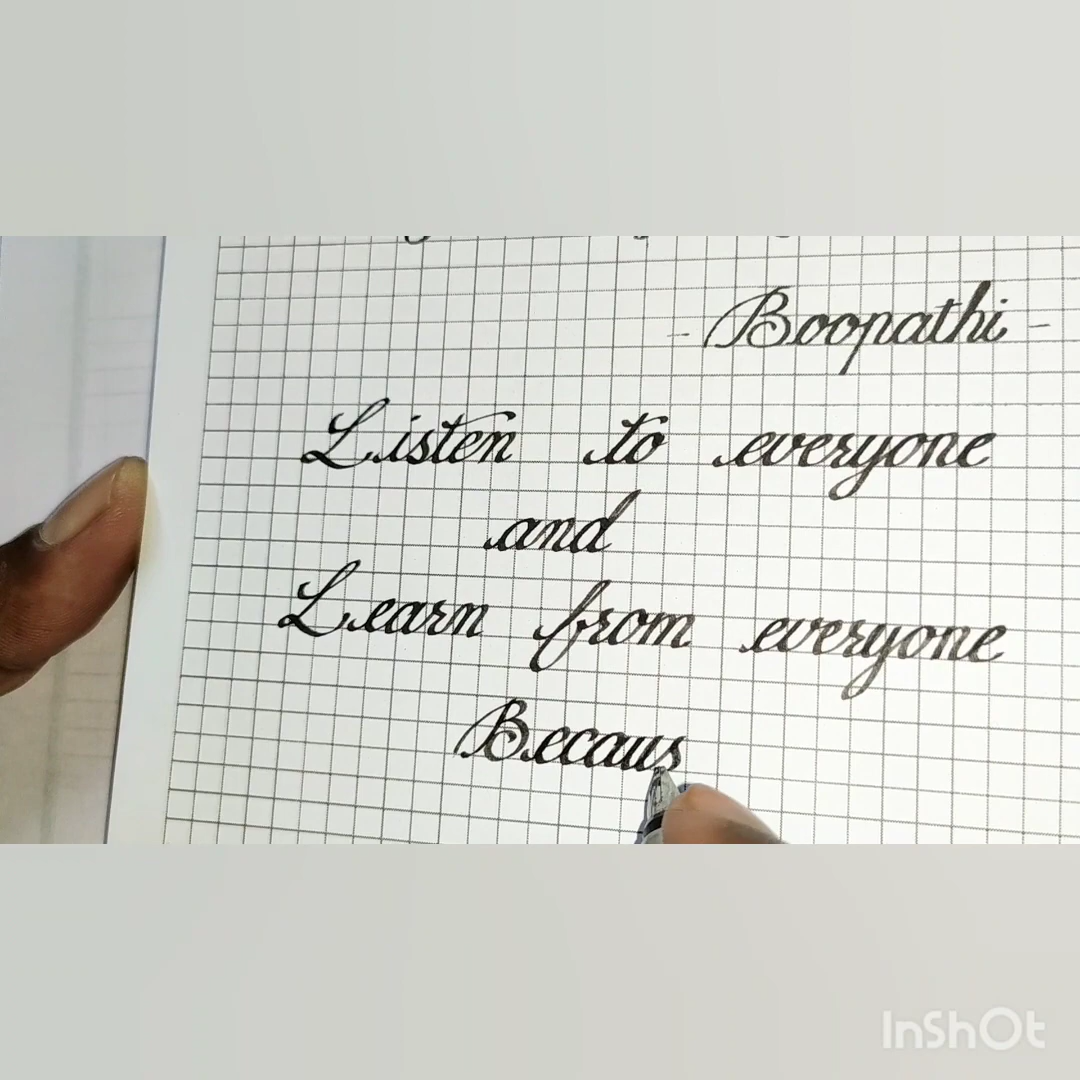 - Boopathi -
Listen to everyone
and
Learn from everyone
Becaus
InShOt